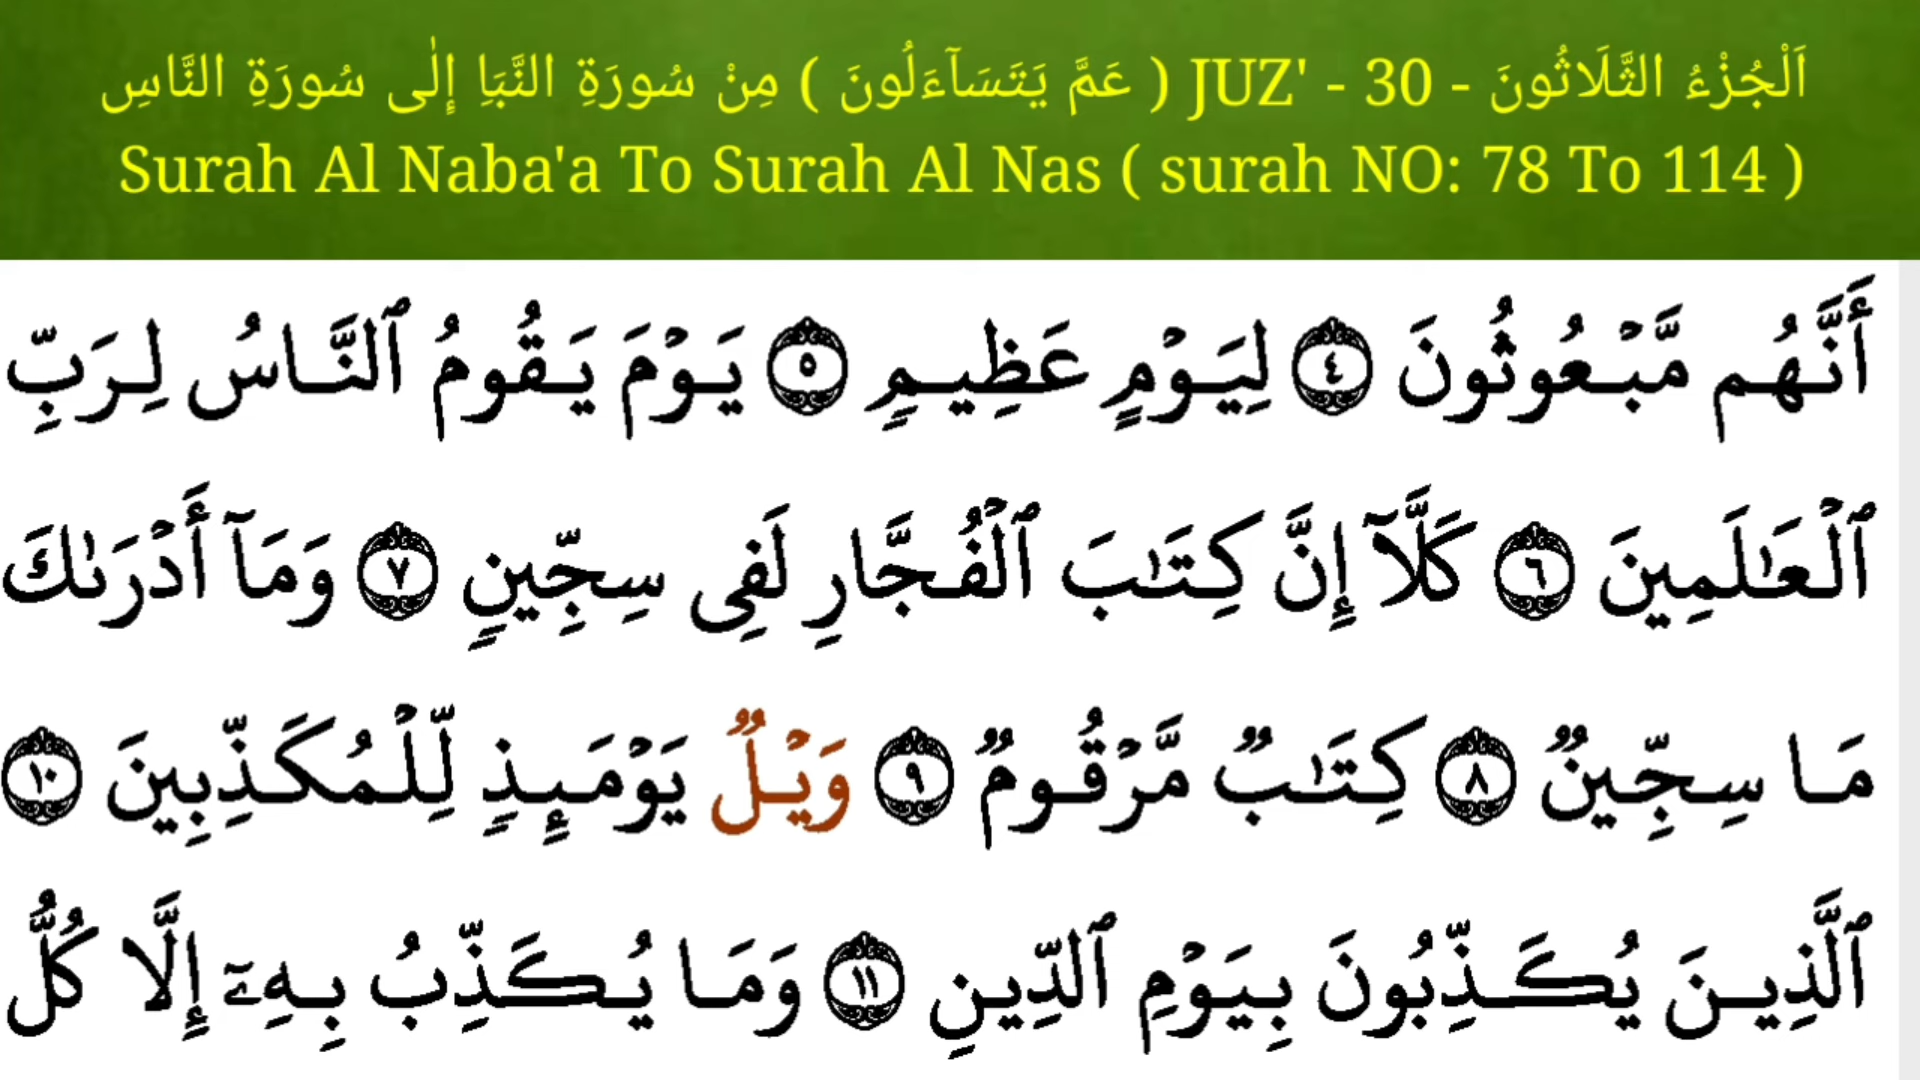 اَلْجُزْءُ الثَّلَاثُونَ - JUZ' - 30 ( عَمَّ يَتَسَآءَلُونَ ) مِنْ سُورَةِ النَّبَاِ إِلٰى سُورَةِ النَّاسِ
Surah Al Naba'a To Surah Al Nas ( surah NO: 78 To 114 )
أَنَّهُم مَّبْعُوثُونَ ٤ لِيَوْمٍ عَظِيمٍ ٥ يَوْمَ يَقُومُ ٱلنَّاسُ لِرَبِّ
ٱلْعَٰلَمِينَ ٦ كَلَّآ إِنَّ كِتَٰبَ ٱلْفُجَّارِ لَفِى سِجِّينٍ ٧ وَمَآ أَدْرَىٰكَ
مَا سِجِّينٌ ٨ كِتَٰبٌ مَّرْقُومٌ ٩ وَيْلٌ يَوْمَئِذٍ لِّلْمُكَذِّبِينَ ١٠
ٱلَّذِينَ يُكَذِّبُونَ بِيَوْمِ ٱلدِّينِ ١١ وَمَا يُكَذِّبُ بِهِۦٓ إِلَّا كُلُّ